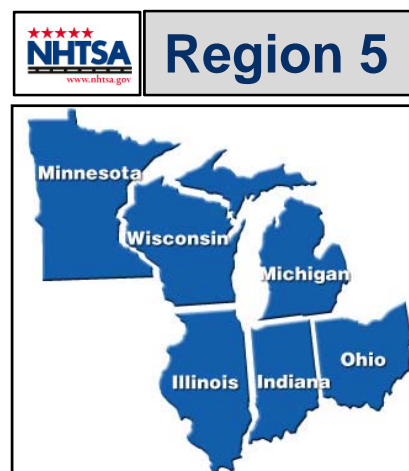 NHTSA
www.nhtsa.gov
Region 5
Minnesota
Wisconsin
Michigan
Illinois
Indiana
Ohio